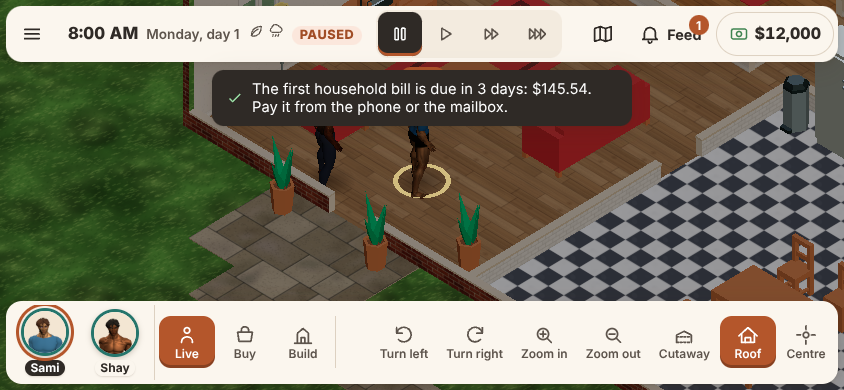 8:00 AM Monday, day 1 PAUSED Feed 1 $12,000
The first household bill is due in 3 days: $145.54.
Pay it from the phone or the mailbox.
Sami Shay Live Buy Build Turn left Turn right Zoom in Zoom out Cutaway Roof Centre